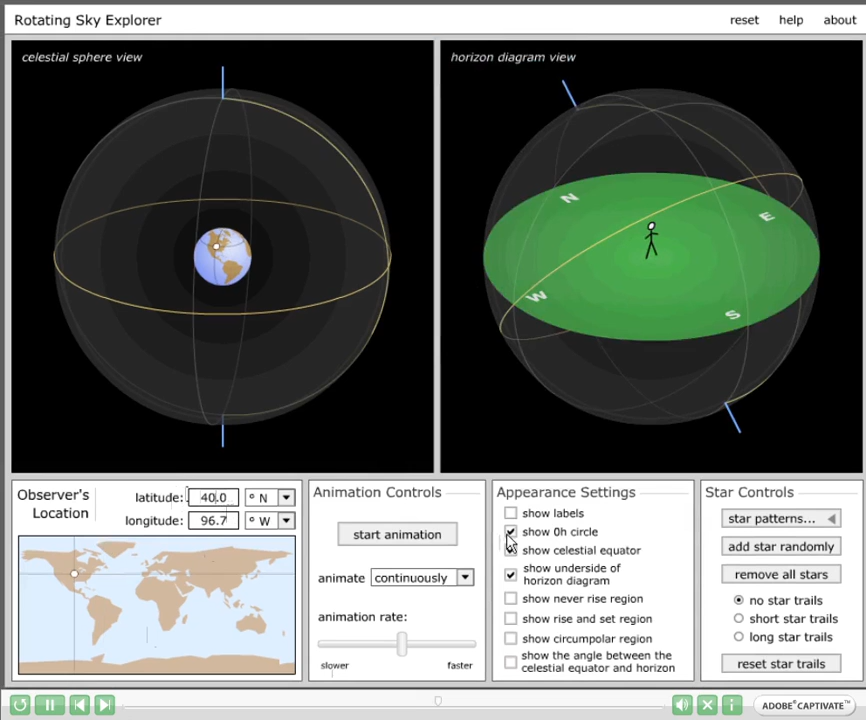 Rotating Sky Explorer
reset help about
celestial sphere view
horizon diagram view
N
E
W
S
Observer's
Location
latitude: 40.0 ° N
longitude: 96.7 ° W
Animation Controls
start animation
animate continuously
animation rate:
slower faster
Appearance Settings
show labels
show 0h circle
show celestial equator
show underside of
horizon diagram
show never rise region
show rise and set region
show circumpolar region
show the angle between the
celestial equator and horizon
Star Controls
star patterns...
add star randomly
remove all stars
no star trails
short star trails
long star trails
reset star trails
ADOBE® CAPTIVATE™